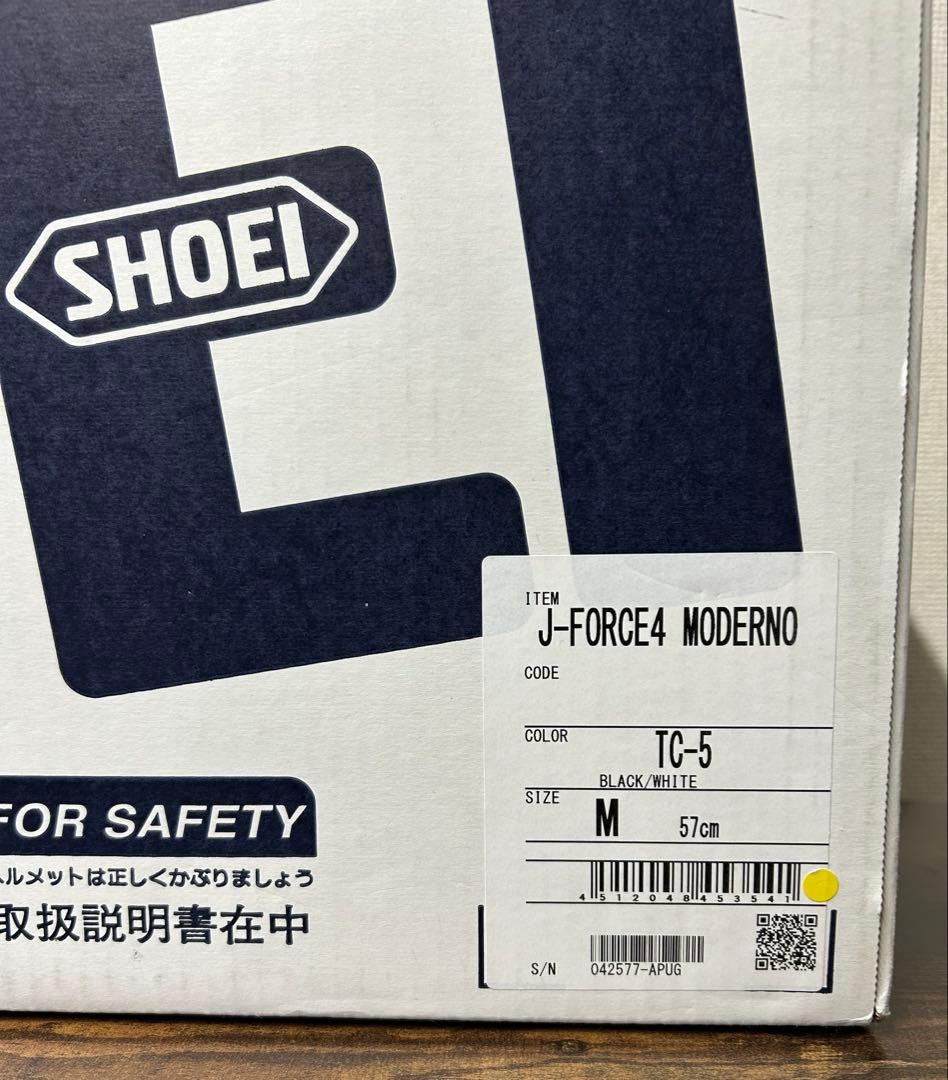 SHOEI
FOR SAFETY
ヘルメットは正しくかぶりましょう
取扱説明書在中
ITEM
J-FORCE4 MODERNO
CODE
COLOR
TC-5
BLACK/WHITE
SIZE
M 57cm
4 512048 453541
S/N 042577-APUG